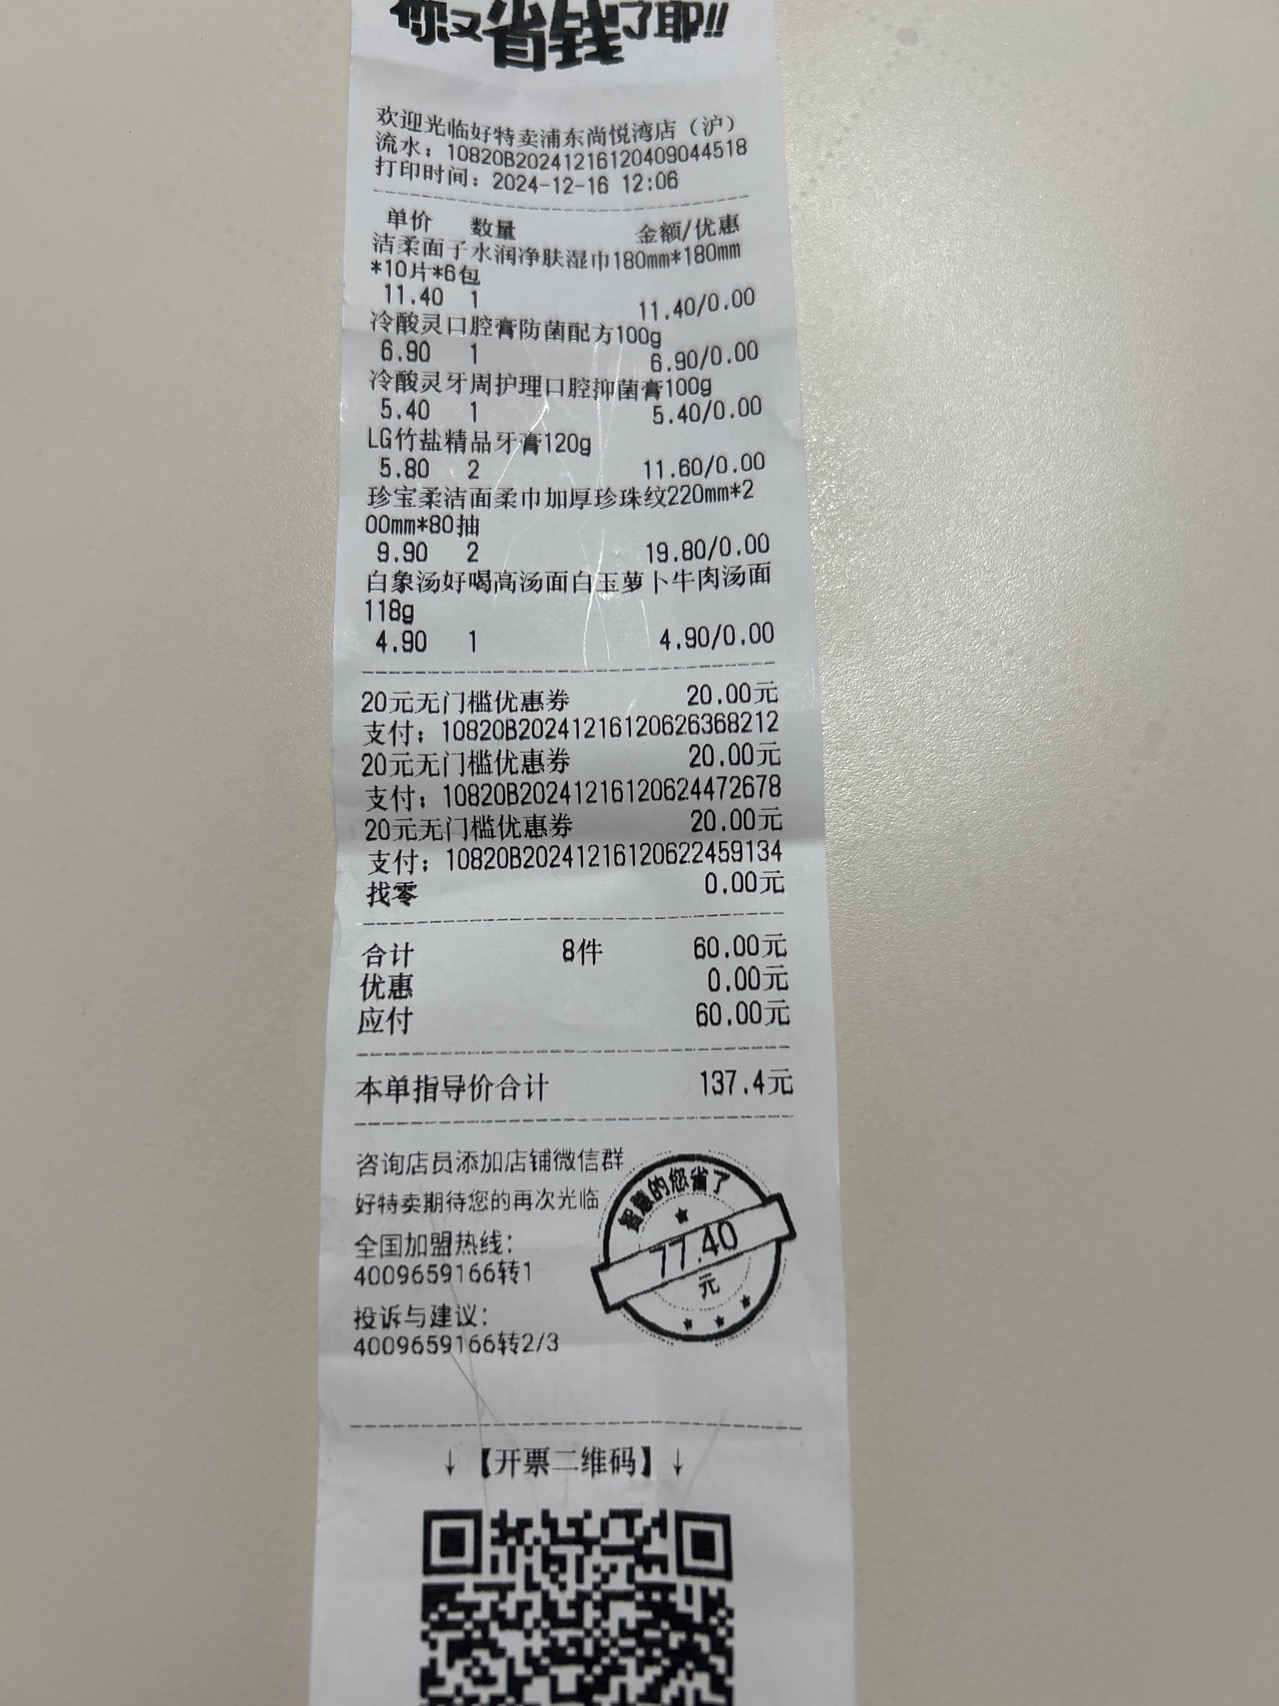 你又省钱了耶!!
欢迎光临好特卖浦东尚悦湾店（沪）
流水：10820B20241216120409044518
打印时间：2024-12-16 12:06
单价 数量 金额/优惠
洁柔面子水润净肤湿巾180mm*180mm
*10片*6包
11.40 1 11.40/0.00
冷酸灵口腔膏防菌配方100g
6.90 1 6.90/0.00
冷酸灵牙周护理口腔抑菌膏100g
5.40 1 5.40/0.00
LG竹盐精品牙膏120g
5.80 2 11.60/0.00
珍宝柔洁面柔巾加厚珍珠纹220mm*2
00mm*80抽
9.90 2 19.80/0.00
白象汤好喝高汤面白玉萝卜牛肉汤面
118g
4.90 1 4.90/0.00
20元无门槛优惠券 20.00元
支付：10820B20241216120626368212
20元无门槛优惠券 20.00元
支付：10820B20241216120624472678
20元无门槛优惠券 20.00元
支付：10820B20241216120622459134
找零 0.00元
合计 8件 60.00元
优惠 0.00元
应付 60.00元
本单指导价合计 137.4元
咨询店员添加店铺微信群
好特卖期待您的再次光临
全国加盟热线：
4009659166转1
投诉与建议：
4009659166转2/3
智慧的您省了
77.40
元
↓【开票二维码】↓